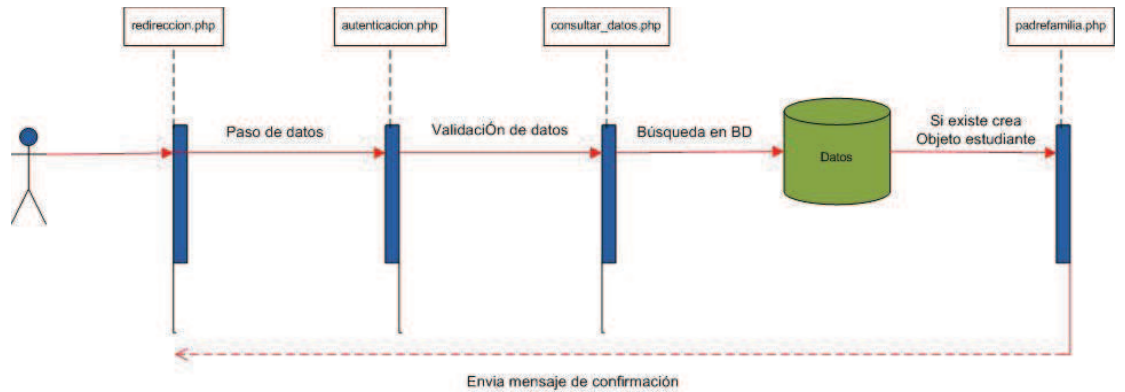 redireccion.php
autenticacion.php
consultar_datos.php
padrefamilia.php
Paso de datos
ValidaciÓn de datos
Búsqueda en BD
Datos
Si existe crea
Objeto estudiante
Envia mensaje de confirmación